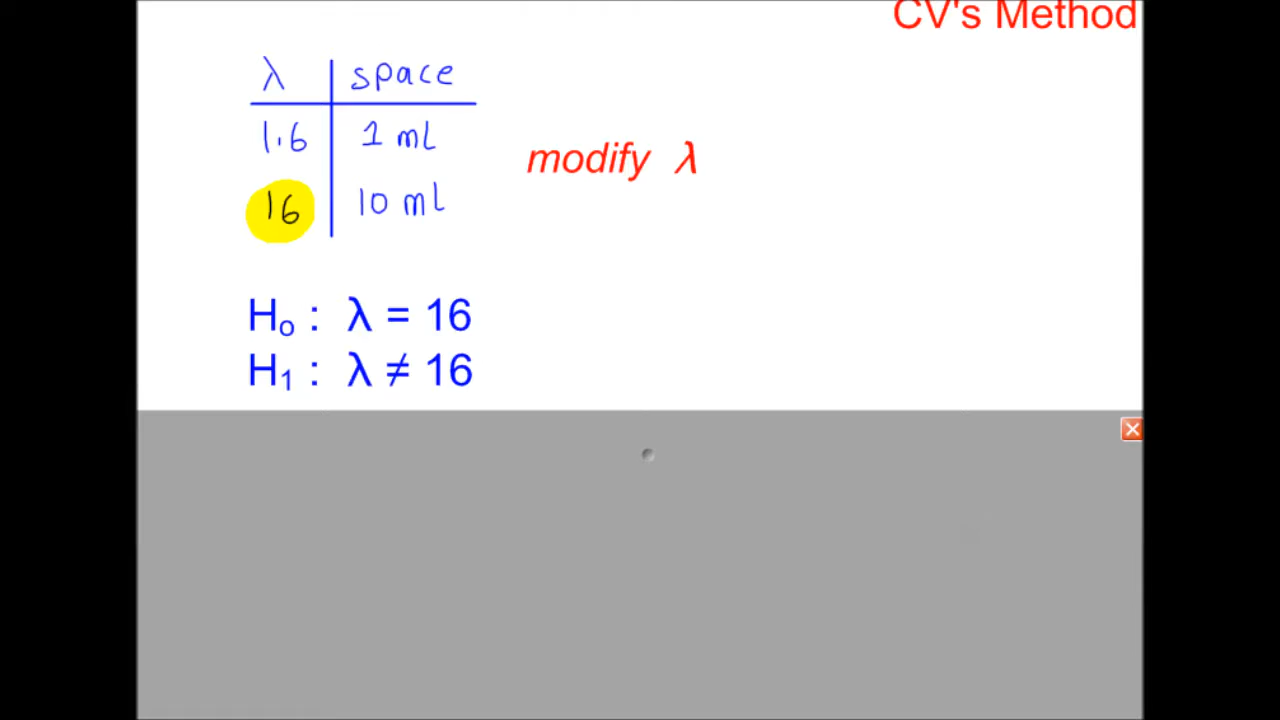 CV's Method
λ space
1.6 1 ml
modify λ
16 10 ml
H₀ : λ = 16
H₁ : λ ≠ 16